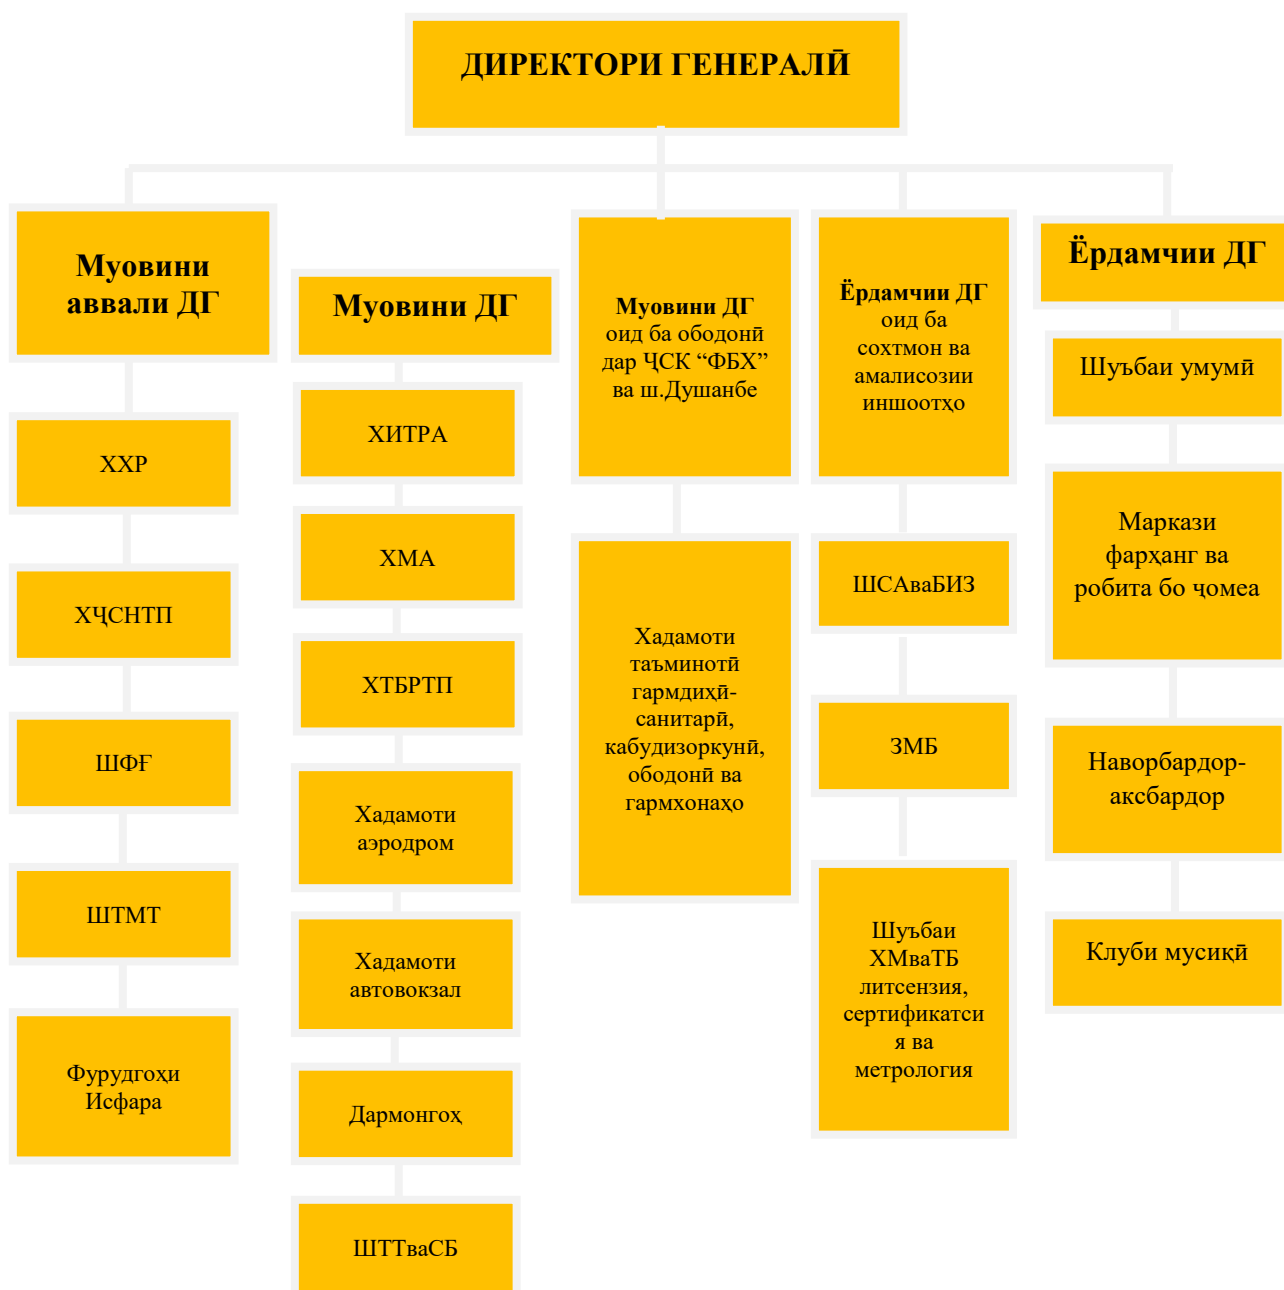 ДИРЕКТОРИ ГЕНЕРАЛӢ
Муовини
аввали ДГ
ХХР
ХҶСНТП
ШФҒ
ШТМТ
Фурудгоҳи
Исфара
Муовини ДГ
ХИТРА
ХМА
ХТБРТП
Хадамоти
аэродром
Хадамоти
автовокзал
Дармонгоҳ
ШТТваСБ
Муовини ДГ
оид ба ободонӣ
дар ҶСК “ФБХ”
ва ш.Душанбе
Хадамоти
таъминотӣ
гармдиҳӣ-
санитарӣ,
кабудизоркунӣ,
ободонӣ ва
гармхонаҳо
Ёрдамчии ДГ
оид ба
сохтмон ва
амалисозии
иншоотҳо
ШСАваБИЗ
ЗМБ
Шуъбаи
ХМваТБ
литсензия,
сертификатси
я ва
метрология
Ёрдамчии ДГ
Шуъбаи умумӣ
Маркази
фарҳанг ва
робита бо ҷомеа
Наворбардор-
аксбардор
Клуби мусиқӣ